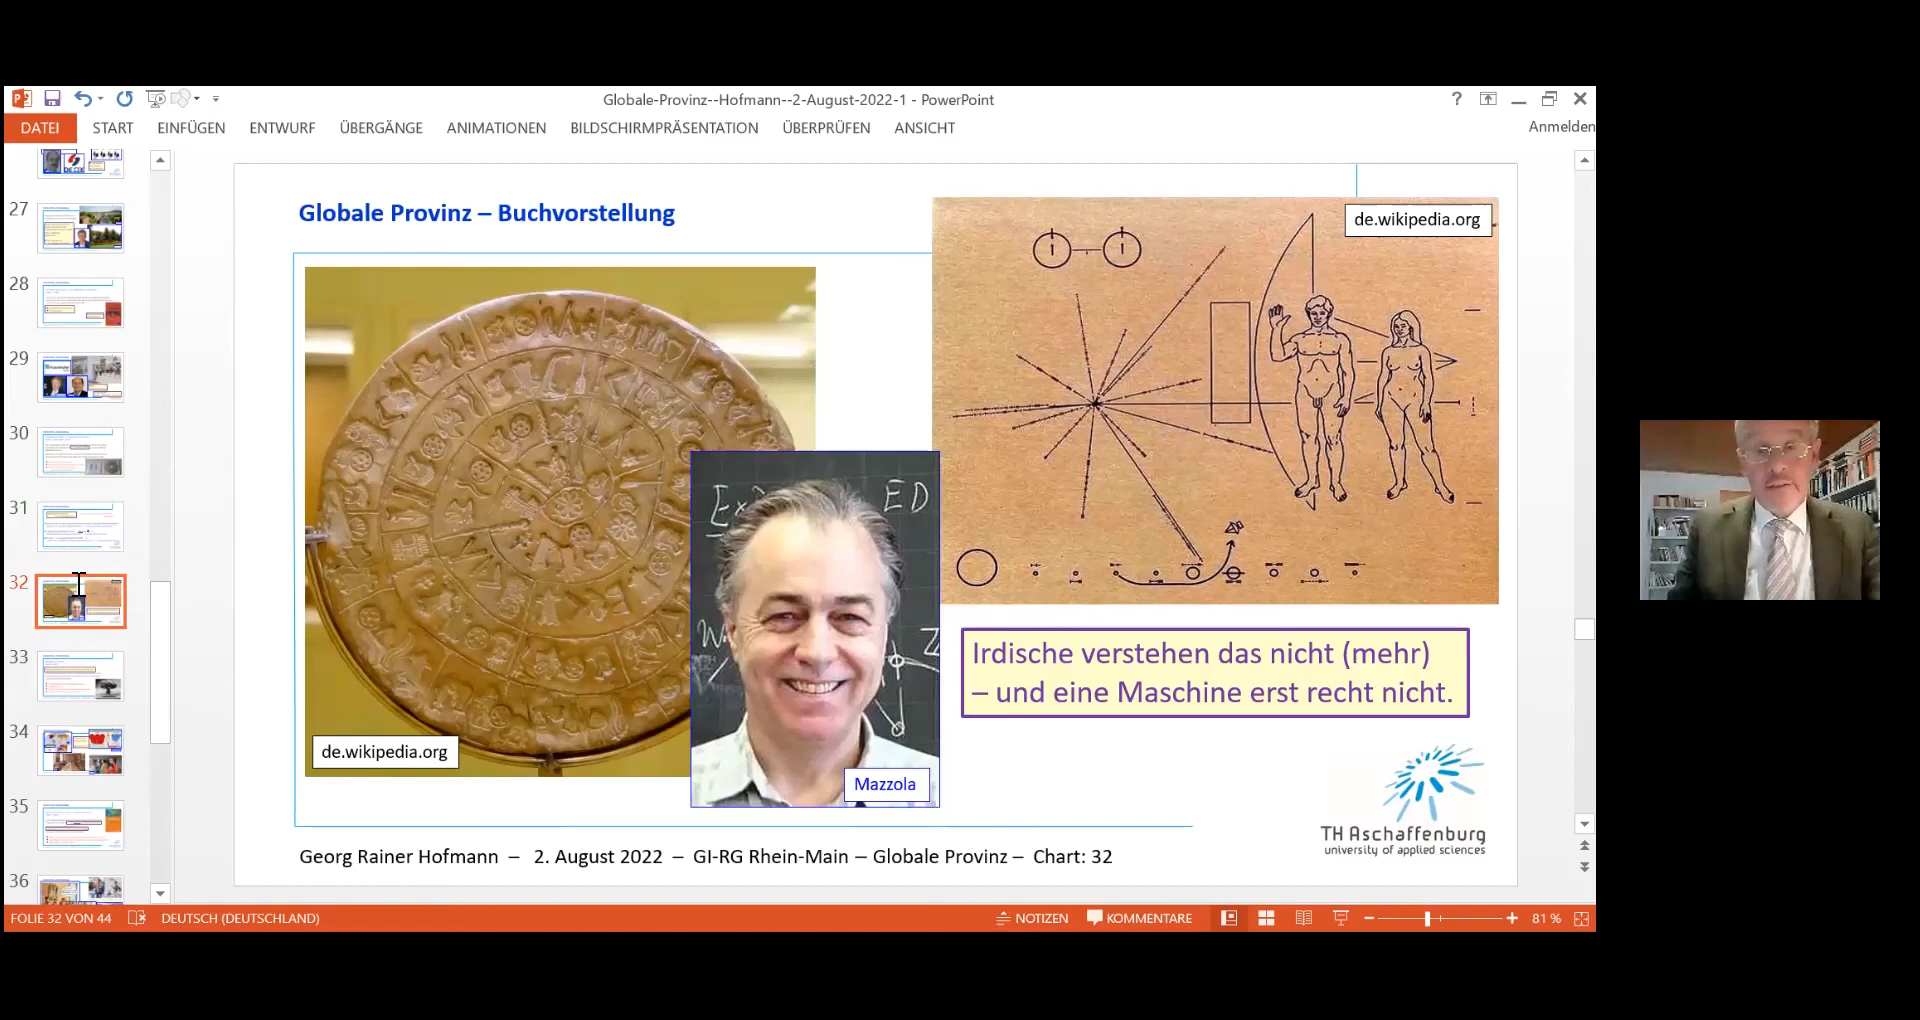 Globale-Provinz--Hofmann--2-August-2022-1 - PowerPoint
?
DATEI START EINFÜGEN ENTWURF ÜBERGÄNGE ANIMATIONEN BILDSCHIRMPRÄSENTATION ÜBERPRÜFEN ANSICHT
Anmelden
27
28
29
30
31
32
33
34
35
36
Globale Provinz – Buchvorstellung
de.wikipedia.org
ED
de.wikipedia.org
Mazzola
Irdische verstehen das nicht (mehr)
– und eine Maschine erst recht nicht.
TH Aschaffenburg
university of applied sciences
Georg Rainer Hofmann – 2. August 2022 – GI-RG Rhein-Main – Globale Provinz – Chart: 32
FOLIE 32 VON 44 DEUTSCH (DEUTSCHLAND) NOTIZEN KOMMENTARE 81 %